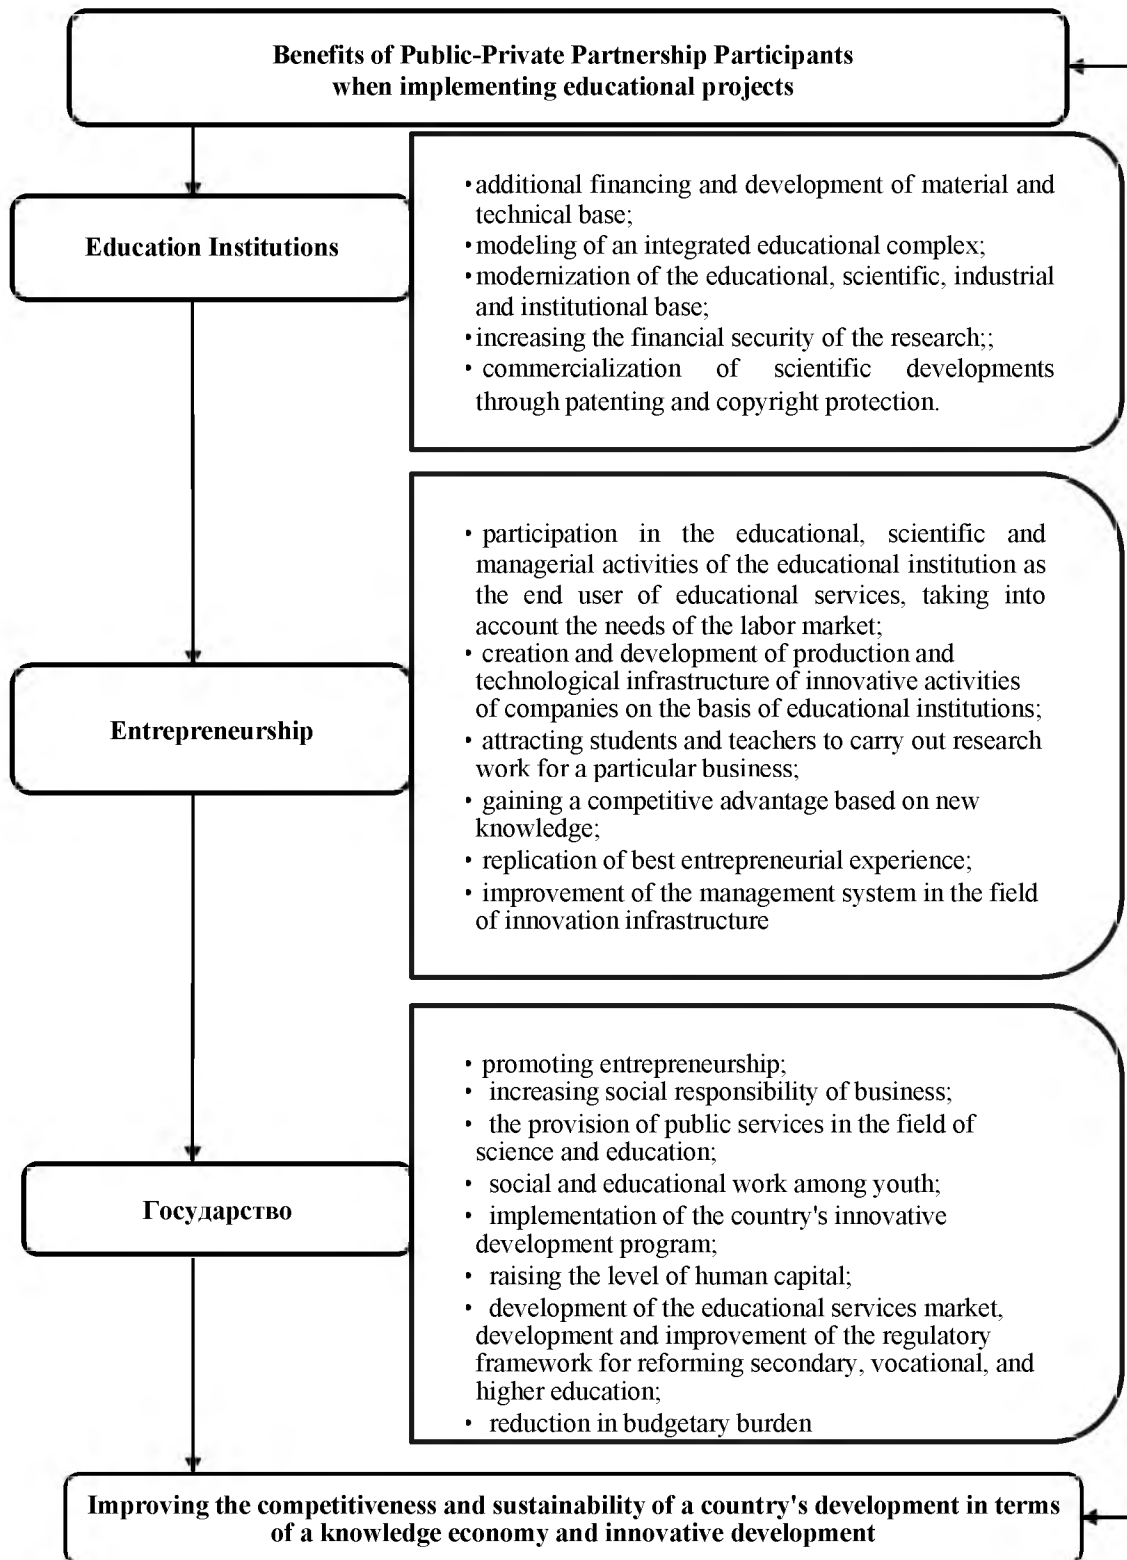 Benefits of Public-Private Partnership Participants
when implementing educational projects
Education Institutions
•additional financing and development of material and
technical base;
•modeling of an integrated educational complex;
•modernization of the educational, scientific, industrial
and institutional base;
•increasing the financial security of the research;;
• commercialization of scientific developments
through patenting and copyright protection.
Entrepreneurship
• participation in the educational, scientific and
managerial activities of the educational institution as
the end user of educational services, taking into
account the needs of the labor market;
• creation and development of production and
technological infrastructure of innovative activities
of companies on the basis of educational institutions;
• attracting students and teachers to carry out research
work for a particular business;
• gaining a competitive advantage based on new
knowledge;
• replication of best entrepreneurial experience;
• improvement of the management system in the field
of innovation infrastructure
Государство
• promoting entrepreneurship;
• increasing social responsibility of business;
• the provision of public services in the field of
science and education;
• social and educational work among youth;
• implementation of the country's innovative
development program;
• raising the level of human capital;
• development of the educational services market,
development and improvement of the regulatory
framework for reforming secondary, vocational, and
higher education;
• reduction in budgetary burden
Improving the competitiveness and sustainability of a country's development in terms
of a knowledge economy and innovative development